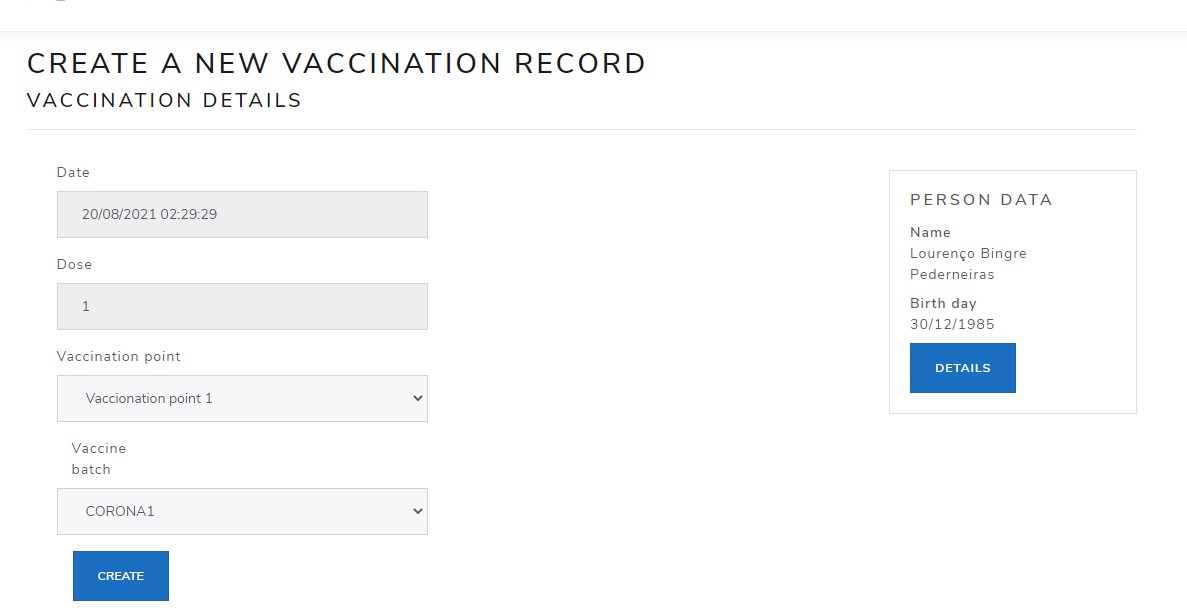 CREATE A NEW VACCINATION RECORD
VACCINATION DETAILS
Date
20/08/2021 02:29:29
Dose
1
Vaccination point
Vaccionation point 1
Vaccine
batch
CORONA1
CREATE
PERSON DATA
Name
Lourenço Bingre
Pederneiras
Birth day
30/12/1985
DETAILS